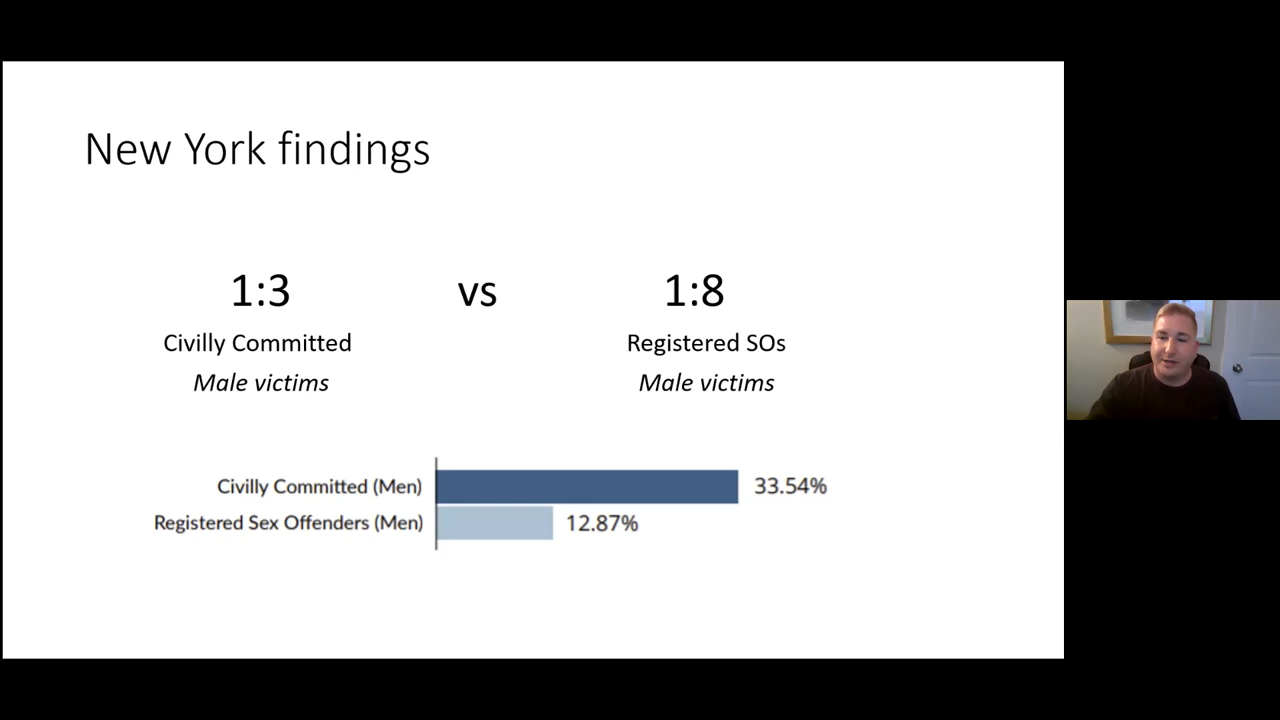 New York findings
1:3 vs 1:8
Civilly Committed Registered SOs
Male victims Male victims
Civilly Committed (Men) 33.54%
Registered Sex Offenders (Men) 12.87%